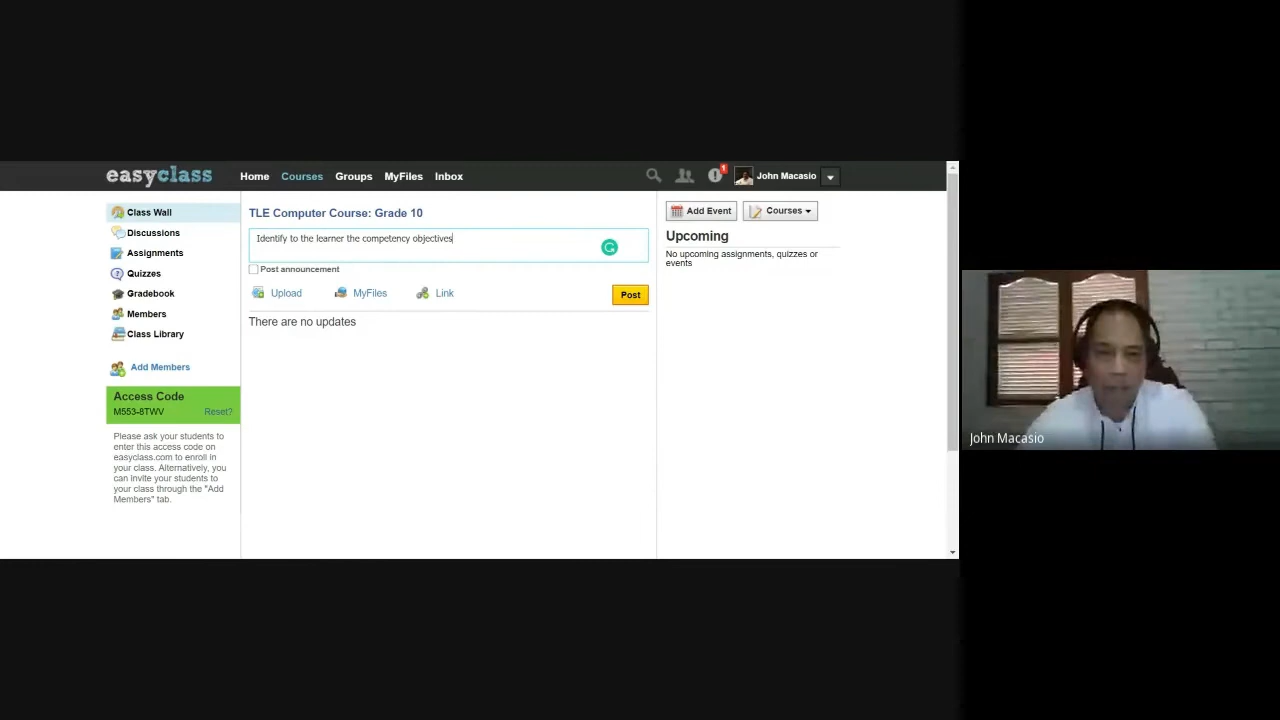 easyclass
Home Courses Groups MyFiles Inbox
1
John Macasio
Class Wall
Discussions
Assignments
Quizzes
Gradebook
Members
Class Library
Add Members
Access Code
M553-8TWV Reset?
Please ask your students to
enter this access code on
easyclass.com to enroll in
your class. Alternatively, you
can invite your students to
your class through the "Add
Members" tab.
TLE Computer Course: Grade 10
Identify to the learner the competency objectives
Post announcement
Upload MyFiles Link
Post
There are no updates
Add Event Courses
Upcoming
No upcoming assignments, quizzes or
events
John Macasio